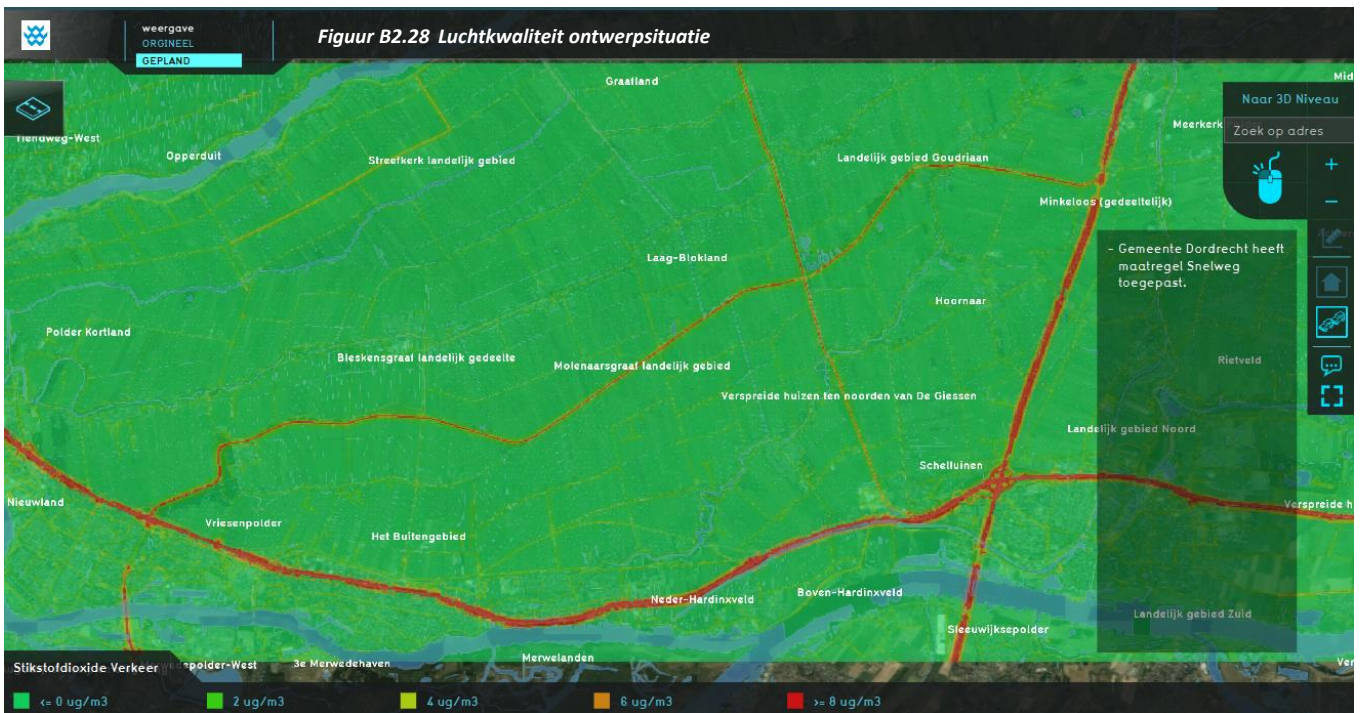 weergave
ORGINEEL
GEPLAND
Figuur B2.28 Luchtkwaliteit ontwerpsituatie
Graafland
Naar 3D Niveau
Zoek op adres
+
–
Meerkerk
Tiendweg-West
Opperduit
Streefkerk landelijk gebied
Landelijk gebied Goudriaan
Minkeloos (gedeeltelijk)
- Gemeente Dordrecht heeft
maatregel Snelweg
toegepast.
Laag-Blokland
Hoornaar
Polder Kortland
Bleskensgraaf landelijk gedeelte
Molenaarsgraaf landelijk gebied
Rietveld
Verspreide huizen ten noorden van De Giessen
Landelijk gebied Noord
Schelluinen
Nieuwland
Verspreide h
Vriesenpolder
Het Buitengebied
Neder-Hardinxveld
Boven-Hardinxveld
Landelijk gebied Zuid
Sleeuwijksepolder
Stikstofdioxide Verkeer
3e Merwedehaven
Merwelanden
<= 0 ug/m3
2 ug/m3
4 ug/m3
6 ug/m3
>= 8 ug/m3